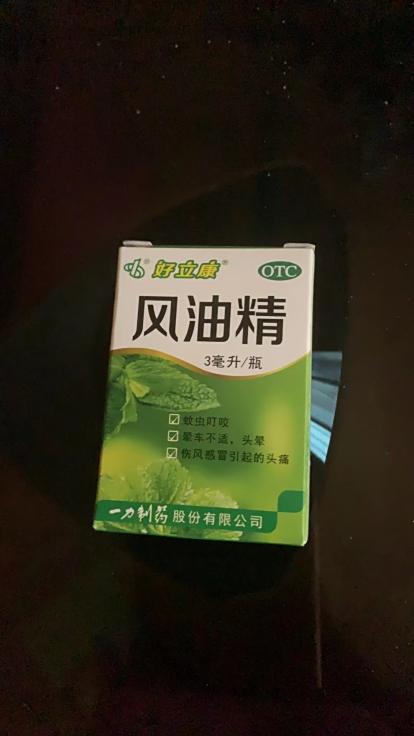 好立康® OTC
风油精
3毫升/瓶
☑蚊虫叮咬
☑晕车不适，头晕
☑伤风感冒引起的头痛
一力制药股份有限公司